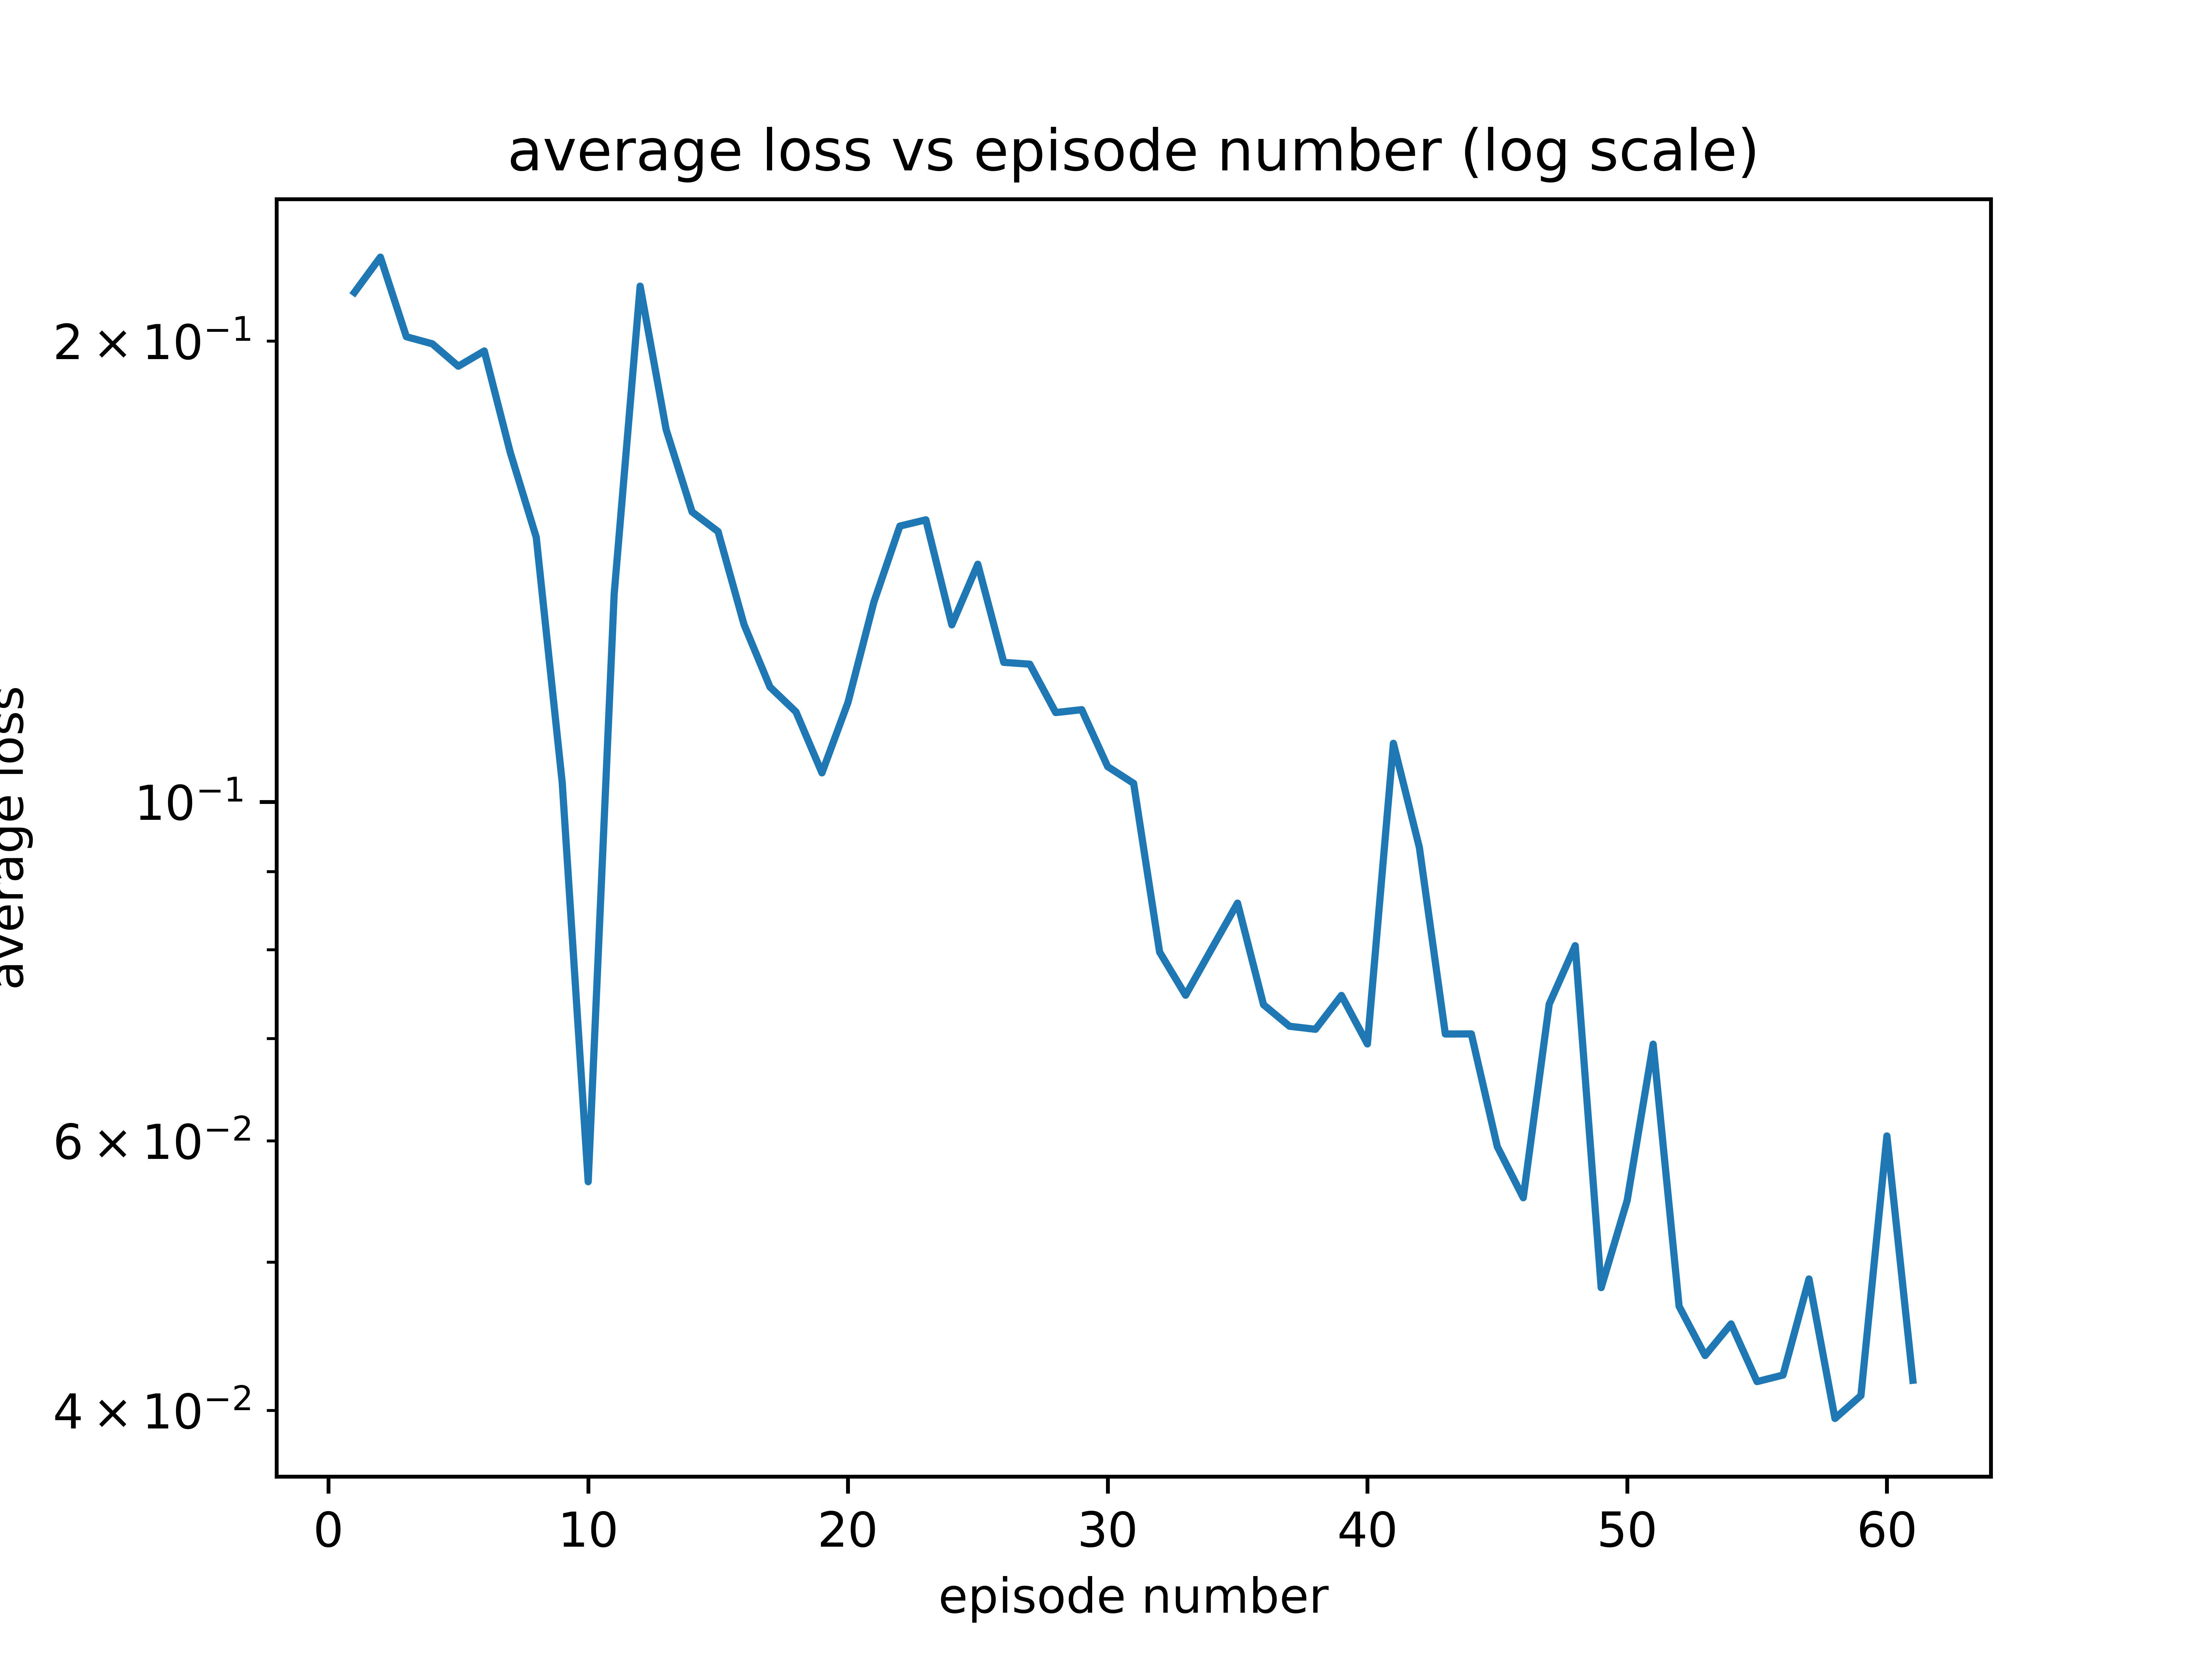 average loss vs episode number (log scale)
average loss
2 × 10⁻¹
10⁻¹
6 × 10⁻²
4 × 10⁻²
0 10 20 30 40 50 60
episode number